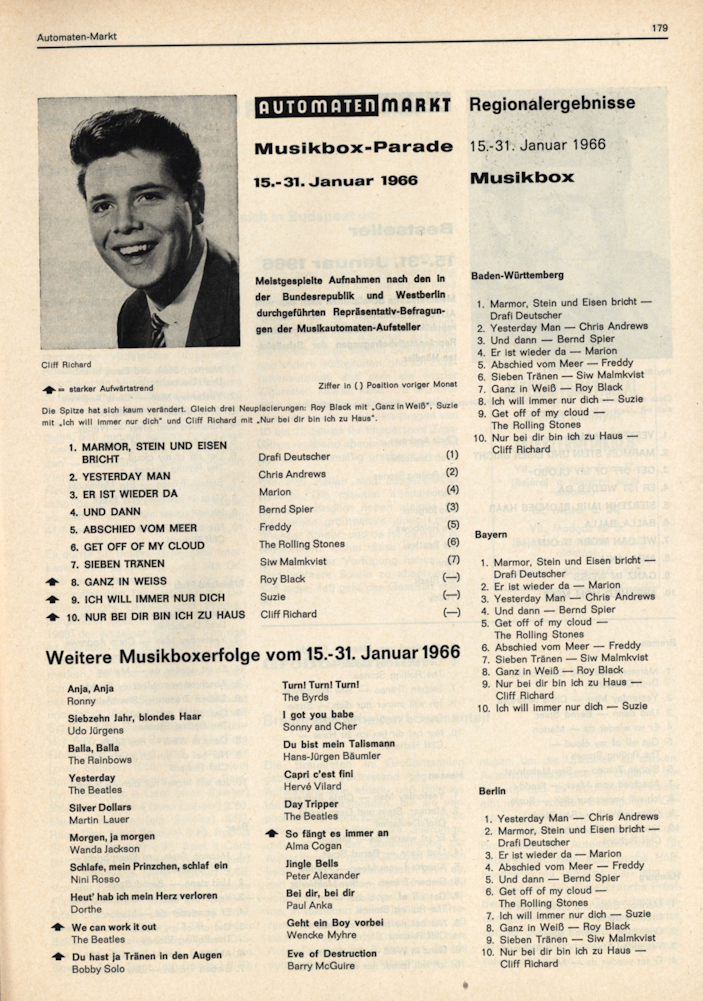 Automaten-Markt
179
AUTOMATEN MARKT
Musikbox-Parade
15.-31. Januar 1966
Meistgespielte Aufnahmen nach den in
der Bundesrepublik und Westberlin
durchgeführten Repräsentativ-Befragun-
gen der Musikautomaten-Aufsteller
Cliff Richard
= starker Aufwärtstrend
Ziffer in ( ) Position voriger Monat
Die Spitze hat sich kaum verändert. Gleich drei Neuplacierungen: Roy Black mit „Ganz in Weiß", Suzie
mit „Ich will immer nur dich" und Cliff Richard mit „Nur bei dir bin ich zu Haus".
1. MARMOR, STEIN UND EISEN
BRICHT Drafi Deutscher (1)
2. YESTERDAY MAN Chris Andrews (2)
3. ER IST WIEDER DA Marion (4)
4. UND DANN Bernd Spier (3)
5. ABSCHIED VOM MEER Freddy (5)
6. GET OFF OF MY CLOUD The Rolling Stones (6)
7. SIEBEN TRÄNEN Siw Malmkvist (7)
8. GANZ IN WEISS Roy Black (—)
9. ICH WILL IMMER NUR DICH Suzie (—)
10. NUR BEI DIR BIN ICH ZU HAUS Cliff Richard (—)
Weitere Musikboxerfolge vom 15.-31. Januar 1966
Anja, Anja
Ronny
Siebzehn Jahr, blondes Haar
Udo Jürgens
Balla, Balla
The Rainbows
Yesterday
The Beatles
Silver Dollars
Martin Lauer
Morgen, ja morgen
Wanda Jackson
Schlafe, mein Prinzchen, schlaf ein
Nini Rosso
Heut' hab ich mein Herz verloren
Dorthe
We can work it out
The Beatles
Du hast ja Tränen in den Augen
Bobby Solo
Turn! Turn! Turn!
The Byrds
I got you babe
Sonny and Cher
Du bist mein Talismann
Hans-Jürgen Bäumler
Capri c'est fini
Hervé Vilard
Day Tripper
The Beatles
So fängt es immer an
Alma Cogan
Jingle Bells
Peter Alexander
Bei dir, bei dir
Paul Anka
Geht ein Boy vorbei
Wencke Myhre
Eve of Destruction
Barry McGuire
Regionalergebnisse
15.-31. Januar 1966
Musikbox
Baden-Württemberg
1. Marmor, Stein und Eisen bricht —
Drafi Deutscher
2. Yesterday Man — Chris Andrews
3. Und dann — Bernd Spier
4. Er ist wieder da — Marion
5. Abschied vom Meer — Freddy
6. Sieben Tränen — Siw Malmkvist
7. Ganz in Weiß — Roy Black
8. Ich will immer nur dich — Suzie
9. Get off of my cloud —
The Rolling Stones
10. Nur bei dir bin ich zu Haus —
Cliff Richard
Bayern
1. Marmor, Stein und Eisen bricht —
Drafi Deutscher
2. Er ist wieder da — Marion
3. Yesterday Man — Chris Andrews
4. Und dann — Bernd Spier
5. Get off of my cloud —
The Rolling Stones
6. Abschied vom Meer — Freddy
7. Sieben Tränen — Siw Malmkvist
8. Ganz in Weiß — Roy Black
9. Nur bei dir bin ich zu Haus —
Cliff Richard
10. Ich will immer nur dich — Suzie
Berlin
1. Yesterday Man — Chris Andrews
2. Marmor, Stein und Eisen bricht —
Drafi Deutscher
3. Er ist wieder da — Marion
4. Abschied vom Meer — Freddy
5. Und dann — Bernd Spier
6. Get off of my cloud —
The Rolling Stones
7. Ich will immer nur dich — Suzie
8. Ganz in Weiß — Roy Black
9. Sieben Tränen — Siw Malmkvist
10. Nur bei dir bin ich zu Haus —
Cliff Richard